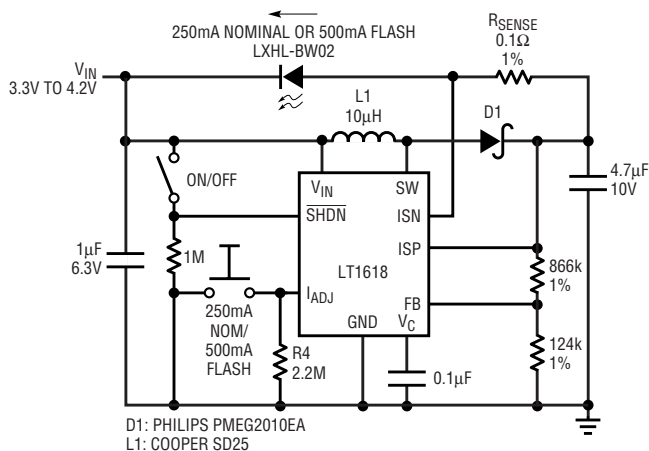 250mA NOMINAL OR 500mA FLASH
LXHL-BW02
RSENSE
0.1Ω
1%
VIN
3.3V TO 4.2V
L1
10µH
D1
ON/OFF
VIN
SW
4.7µF
10V
SHDN
ISN
1µF
6.3V
1M
ISP
LT1618
866k
1%
IADJ
FB
250mA
NOM/
500mA
FLASH
GND
VC
R4
2.2M
0.1µF
124k
1%
D1: PHILIPS PMEG2010EA
L1: COOPER SD25